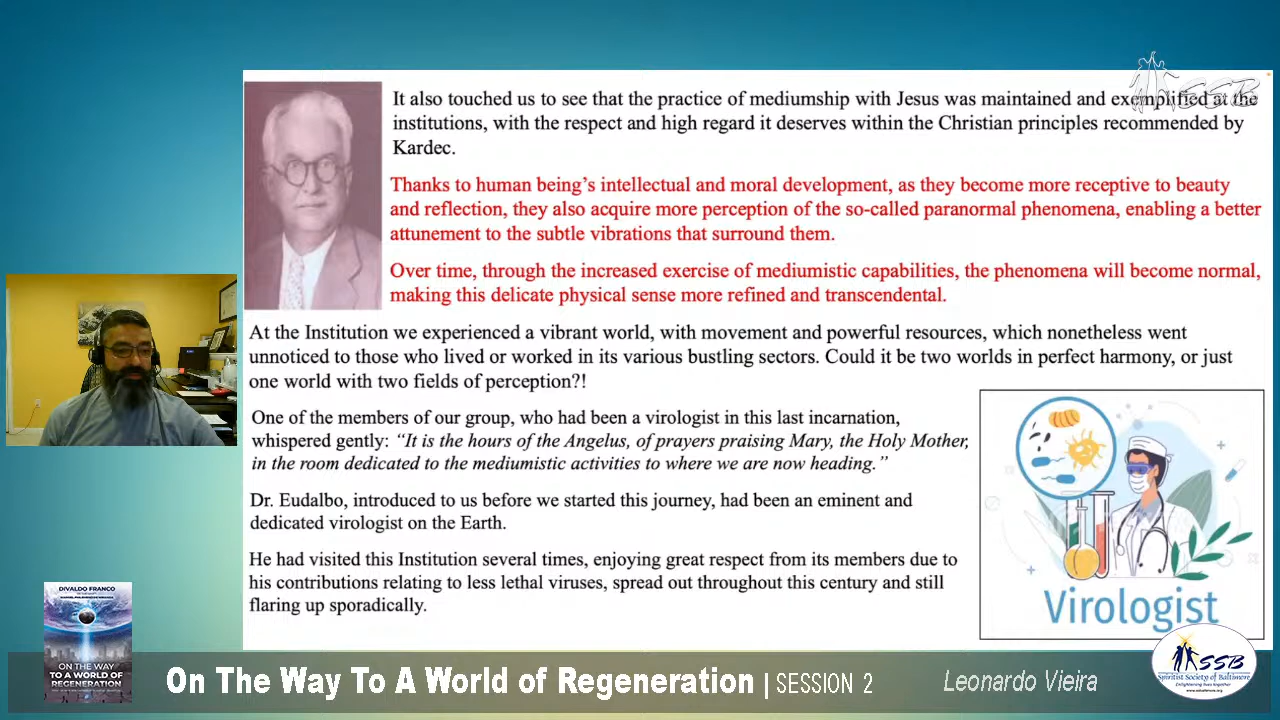 SSB
It also touched us to see that the practice of mediumship with Jesus was maintained and exemplified at the
institutions, with the respect and high regard it deserves within the Christian principles recommended by
Kardec.
Thanks to human being’s intellectual and moral development, as they become more receptive to beauty
and reflection, they also acquire more perception of the so-called paranormal phenomena, enabling a better
attunement to the subtle vibrations that surround them.
Over time, through the increased exercise of mediumistic capabilities, the phenomena will become normal,
making this delicate physical sense more refined and transcendental.
At the Institution we experienced a vibrant world, with movement and powerful resources, which nonetheless went
unnoticed to those who lived or worked in its various bustling sectors. Could it be two worlds in perfect harmony, or just
one world with two fields of perception?!
One of the members of our group, who had been a virologist in this last incarnation,
whispered gently: “It is the hours of the Angelus, of prayers praising Mary, the Holy Mother,
in the room dedicated to the mediumistic activities to where we are now heading.”
Dr. Eudalbo, introduced to us before we started this journey, had been an eminent and
dedicated virologist on the Earth.
He had visited this Institution several times, enjoying great respect from its members due to
his contributions relating to less lethal viruses, spread out throughout this century and still
flaring up sporadically.
Virologist
DIVALDO FRANCO
ON THE WAY
TO A WORLD OF
REGENERATION
On The Way To A World of Regeneration | SESSION 2
Leonardo Vieira
SSB
Spiritist Society of Baltimore
Enlightening lives together